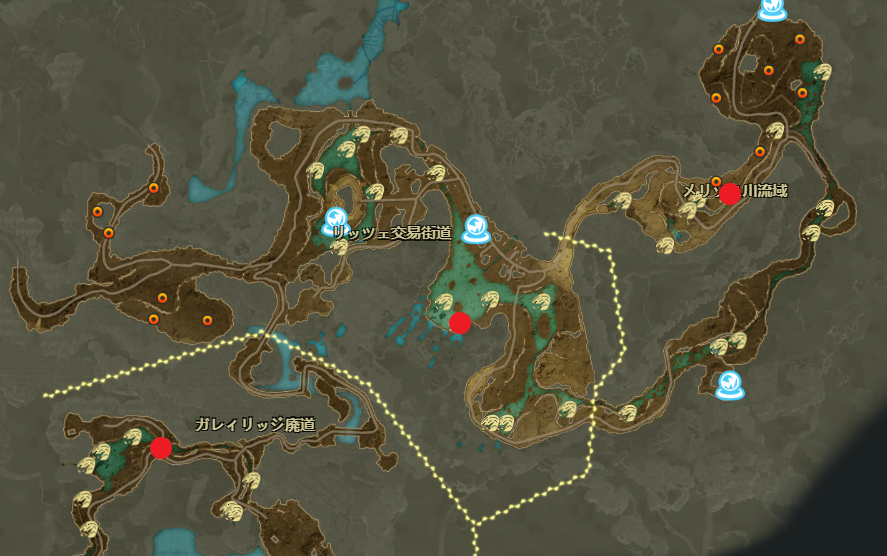 メリ 川流域
リッツェ交易街道
ガレィリッジ廃道